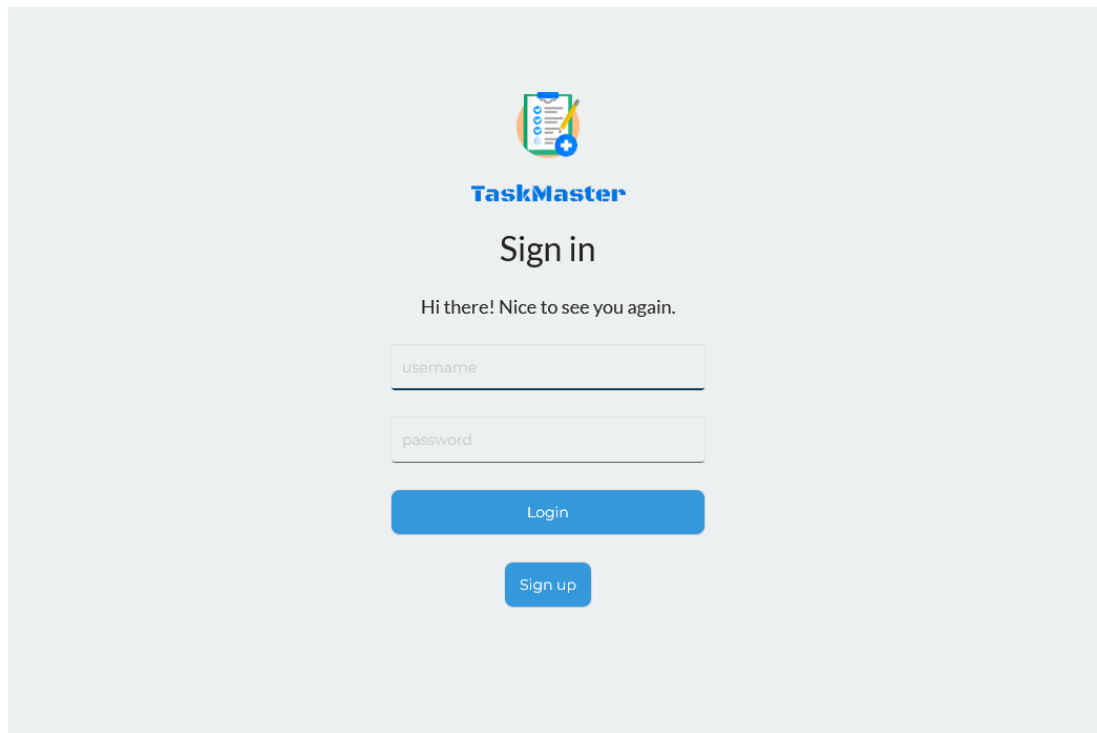 TaskMaster
Sign in
Hi there! Nice to see you again.
username
password
Login
Sign up